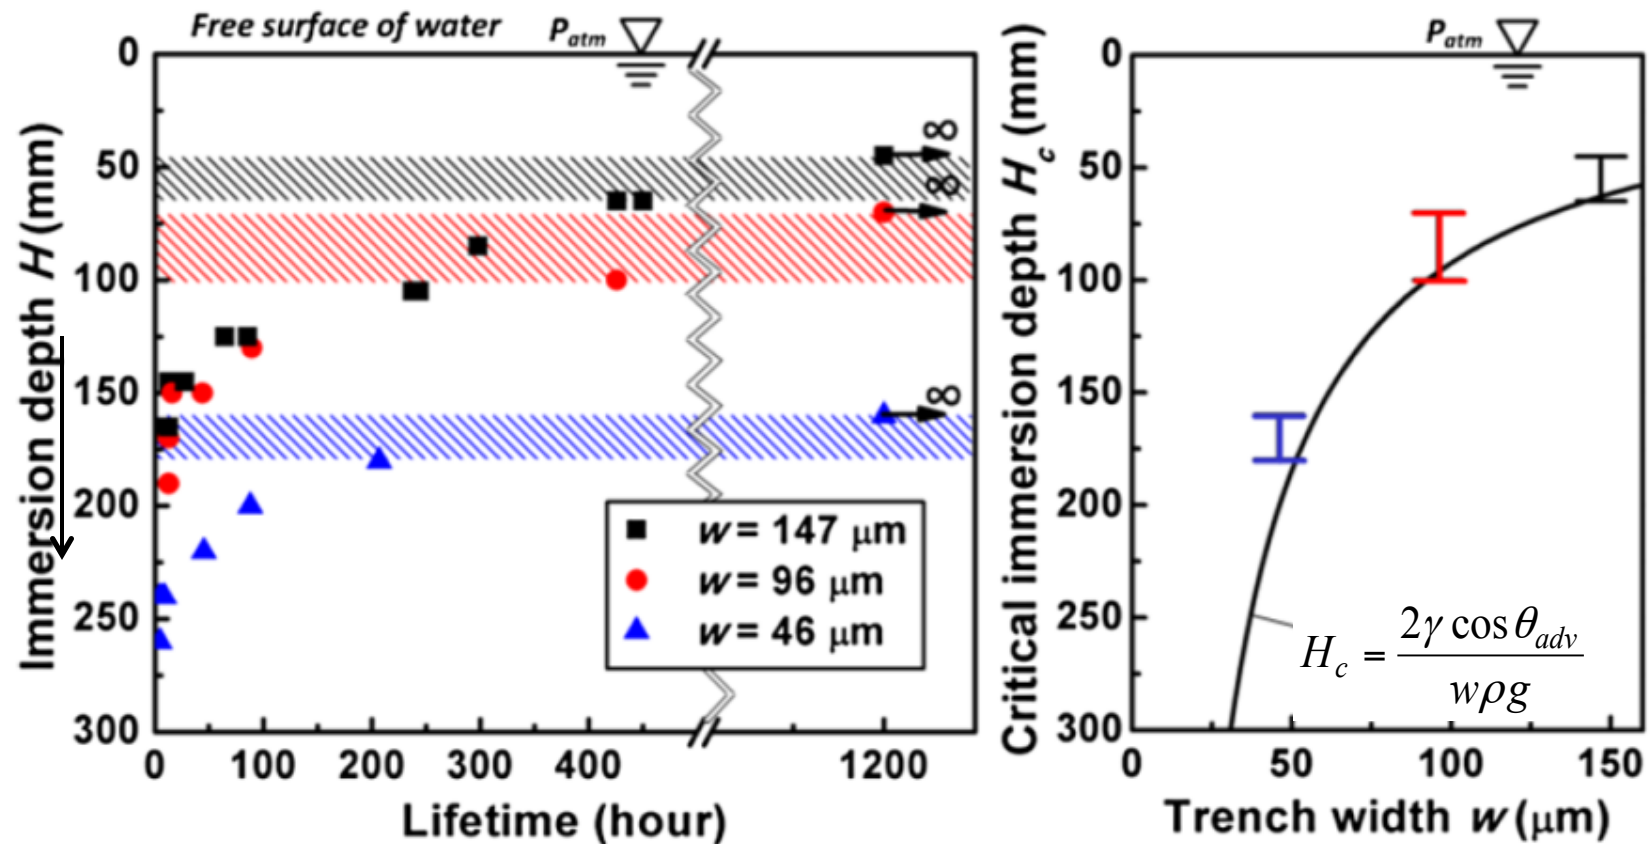 Free surface of water P_atm
0
50
100
150
200
250
300
Immersion depth H (mm)
∞
∞
∞
w = 147 μm
w = 96 μm
w = 46 μm
0 100 200 300 400 1200
Lifetime (hour)
P_atm
0
50
100
150
200
250
300
Critical immersion depth H_c (mm)
H_c = 2γ cos θ_adv / wρg
0 50 100 150
Trench width w (μm)